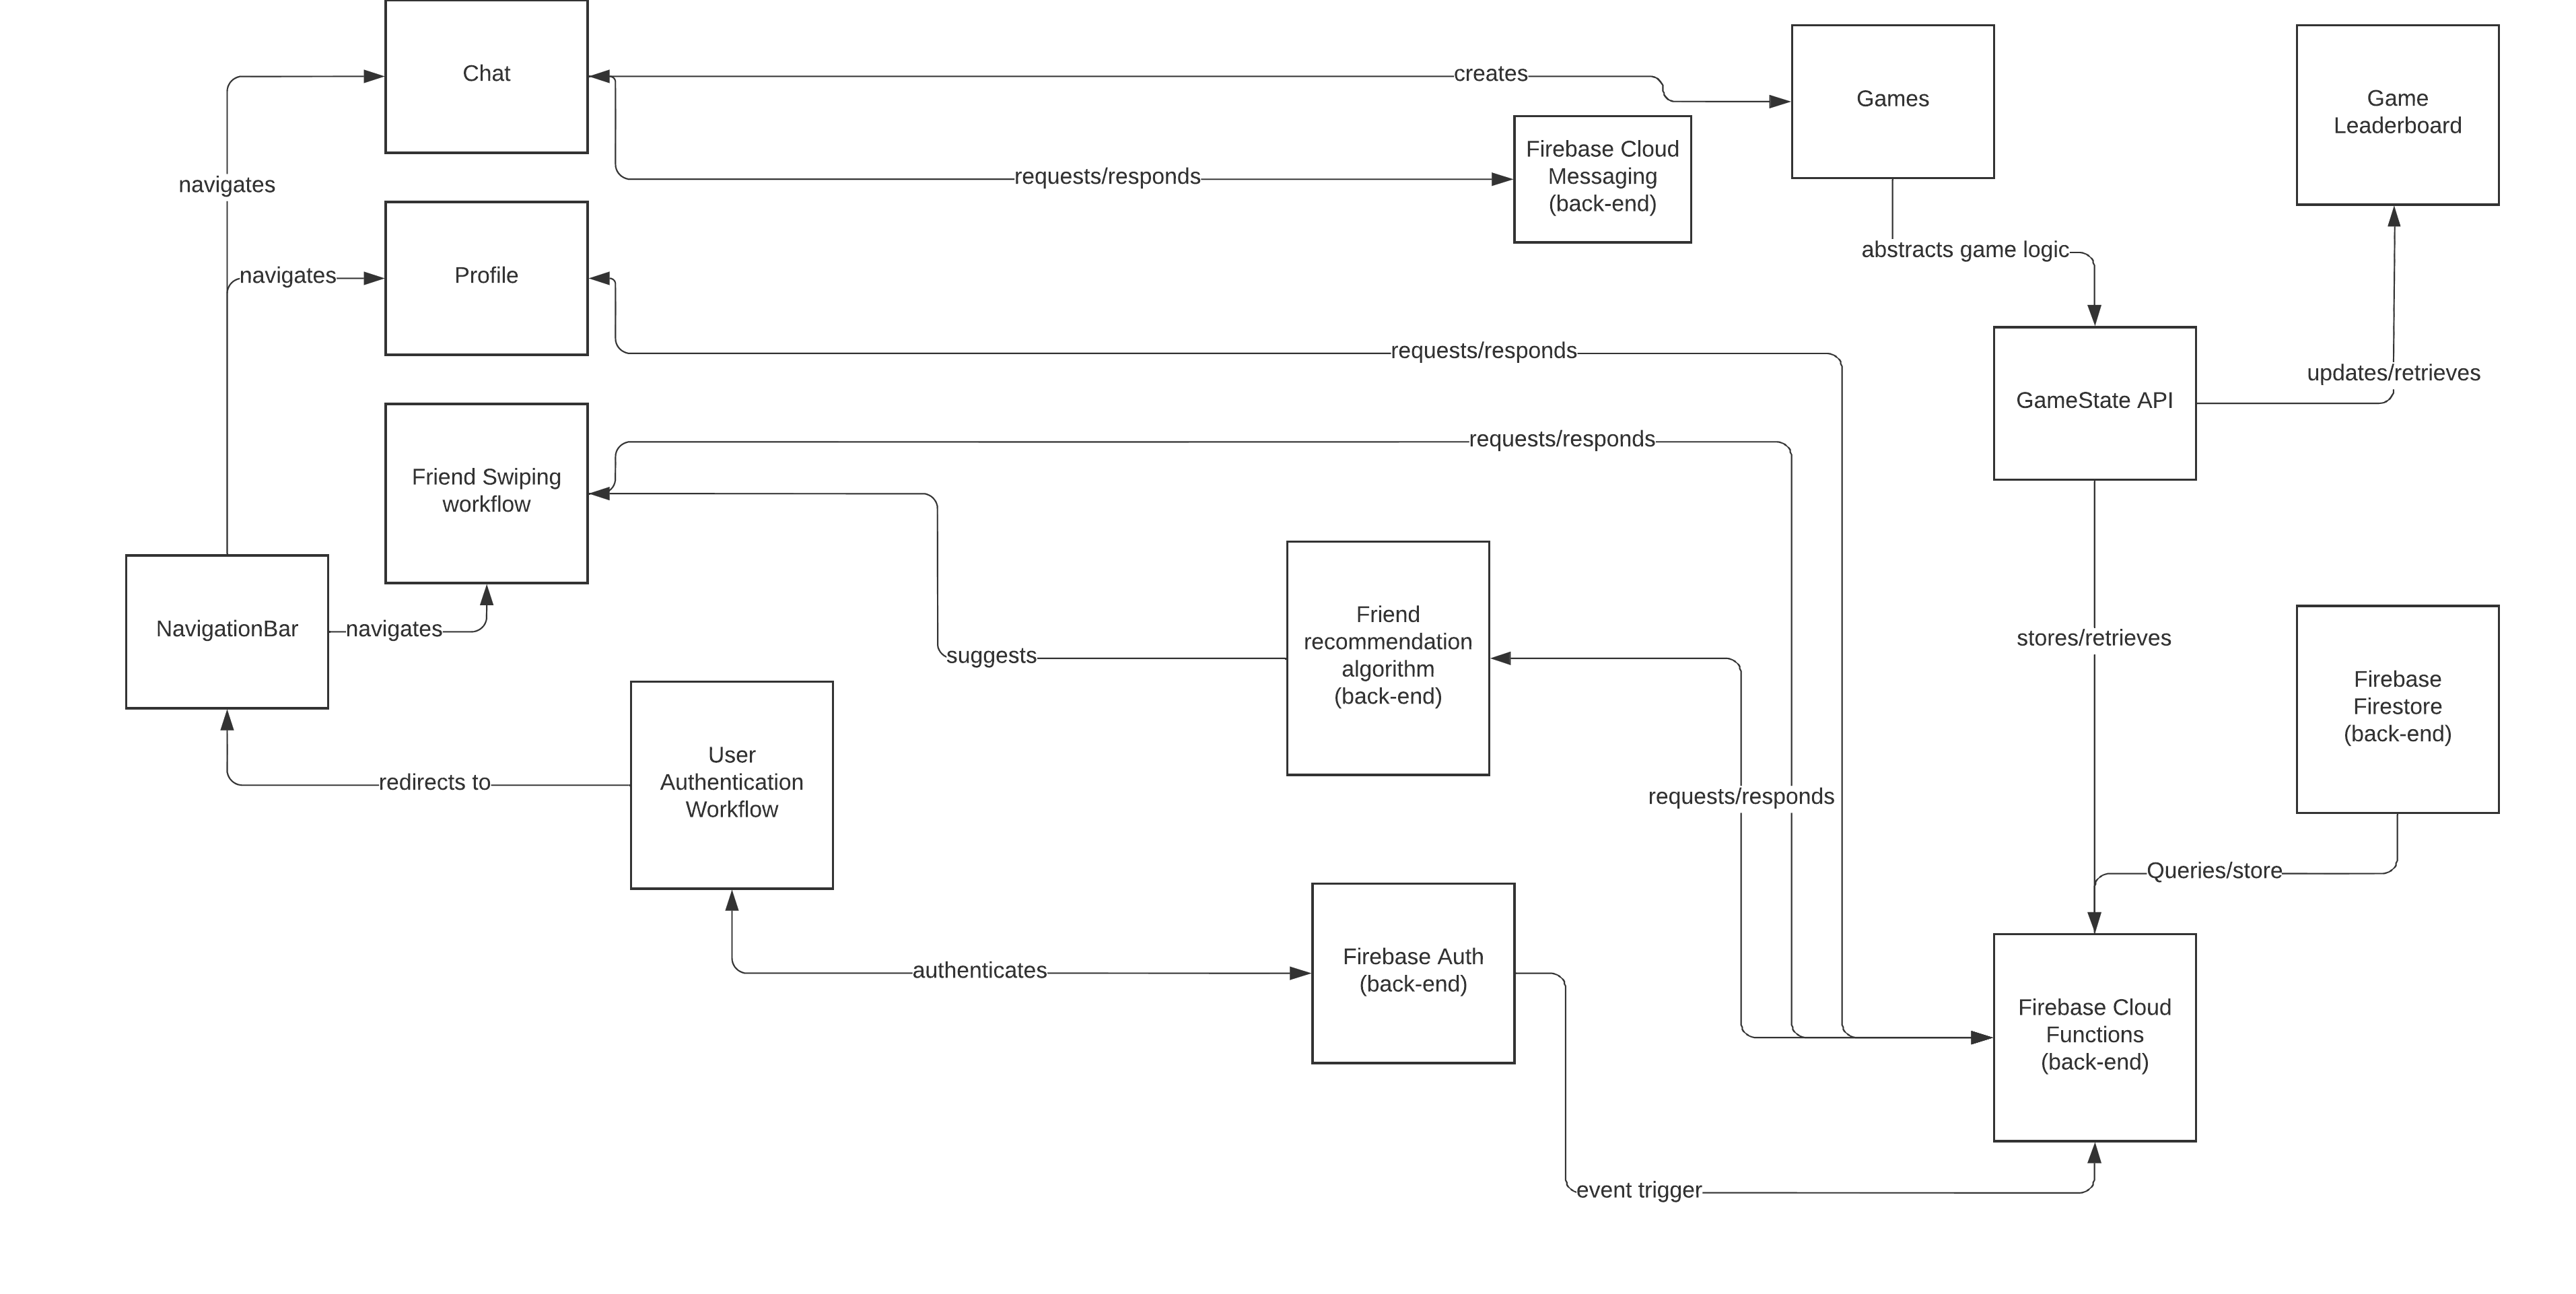 Chat
creates
Games
Game
Leaderboard
Firebase Cloud
Messaging
(back-end)
requests/responds
navigates
abstracts game logic
navigates
Profile
requests/responds
updates/retrieves
GameState API
requests/responds
Friend Swiping
workflow
NavigationBar
navigates
suggests
Friend
recommendation
algorithm
(back-end)
stores/retrieves
Firebase
Firestore
(back-end)
redirects to
User
Authentication
Workflow
requests/responds
Queries/store
authenticates
Firebase Auth
(back-end)
Firebase Cloud
Functions
(back-end)
event trigger